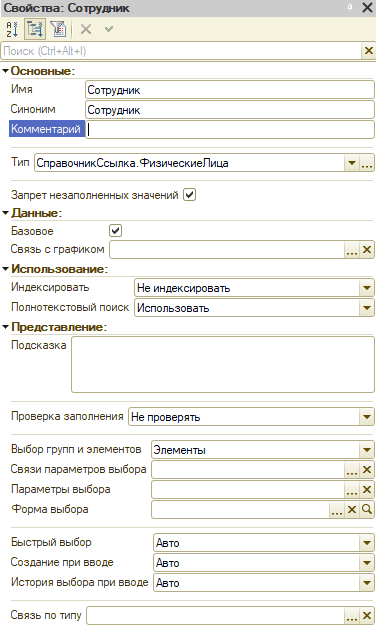 Свойства: Сотрудник
Поиск (Ctrl+Alt+I)
Основные:
Имя Сотрудник
Синоним Сотрудник
Комментарий
Тип СправочникСсылка.ФизическиеЛица
Запрет незаполненных значений
Данные:
Базовое
Связь с графиком
Использование:
Индексировать Не индексировать
Полнотекстовый поиск Использовать
Представление:
Подсказка
Проверка заполнения Не проверять
Выбор групп и элементов Элементы
Связи параметров выбора
Параметры выбора
Форма выбора
Быстрый выбор Авто
Создание при вводе Авто
История выбора при вводе Авто
Связь по типу